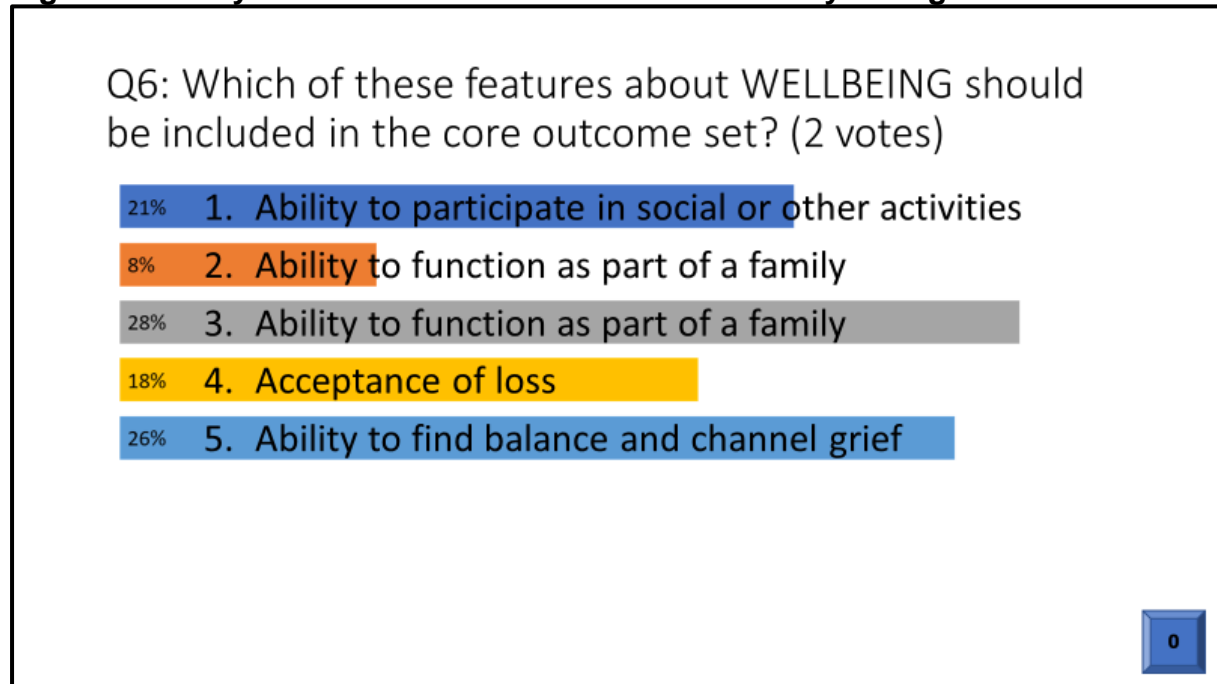 Q6: Which of these features about WELLBEING should
be included in the core outcome set? (2 votes)
21% 1. Ability to participate in social or other activities
8% 2. Ability to function as part of a family
28% 3. Ability to function as part of a family
18% 4. Acceptance of loss
26% 5. Ability to find balance and channel grief
0